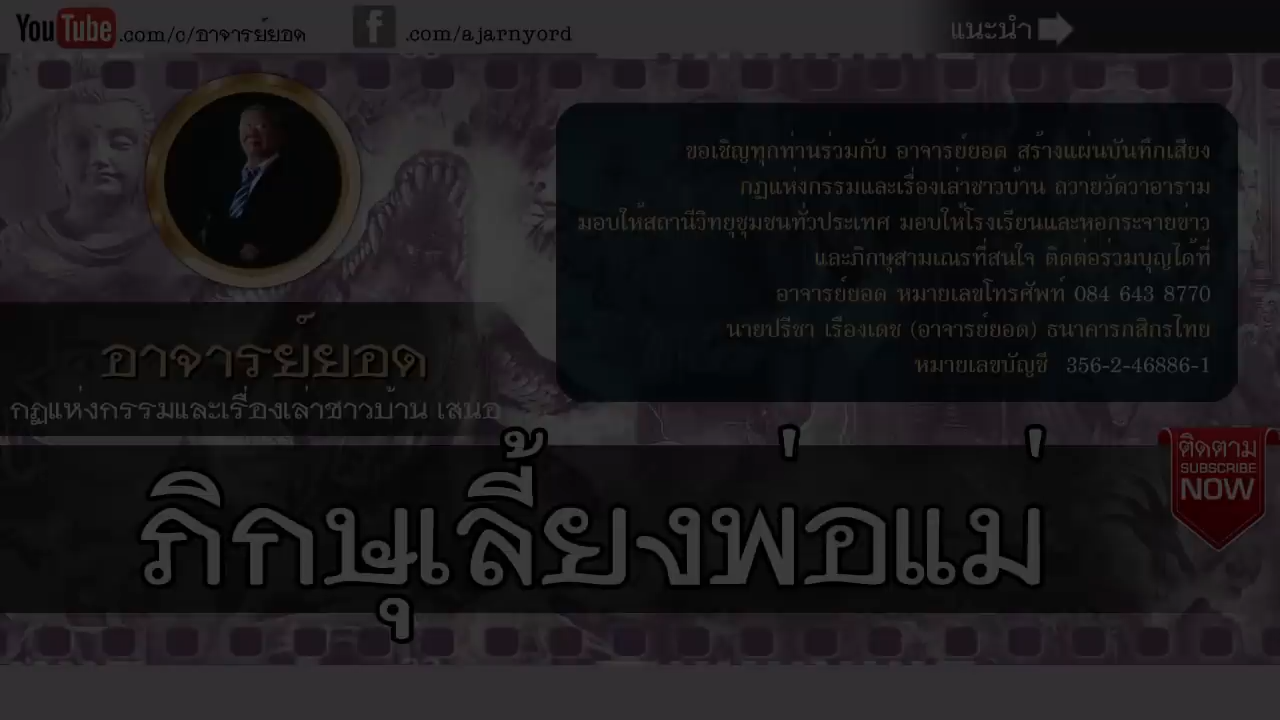 YouTube.com/c/อาจารย์ยอด
f .com/ajarnyord
แนะนำ
ขอเชิญทุกท่านร่วมกับ อาจารย์ยอด สร้างแผ่นบันทึกเสียง
กฏแห่งกรรมและเรื่องเล่าชาวบ้าน ถวายวัดวาอาราม
มอบให้สถานีวิทยุชุมชนทั่วประเทศ มอบให้โรงเรียนและหอกระจายข่าว
และภิกษุสามเณรที่สนใจ ติดต่อร่วมบุญได้ที่
อาจารย์ยอด หมายเลขโทรศัพท์ 084 643 8770
นายปรีชา เรืองเดช (อาจารย์ยอด) ธนาคารกสิกรไทย
หมายเลขบัญชี 356-2-46886-1
อาจารย์ยอด
กฏแห่งกรรมและเรื่องเล่าชาวบ้าน เสนอ
ติดตาม
SUBSCRIBE
NOW
ภิกษุเลี้ยงพ่อแม่